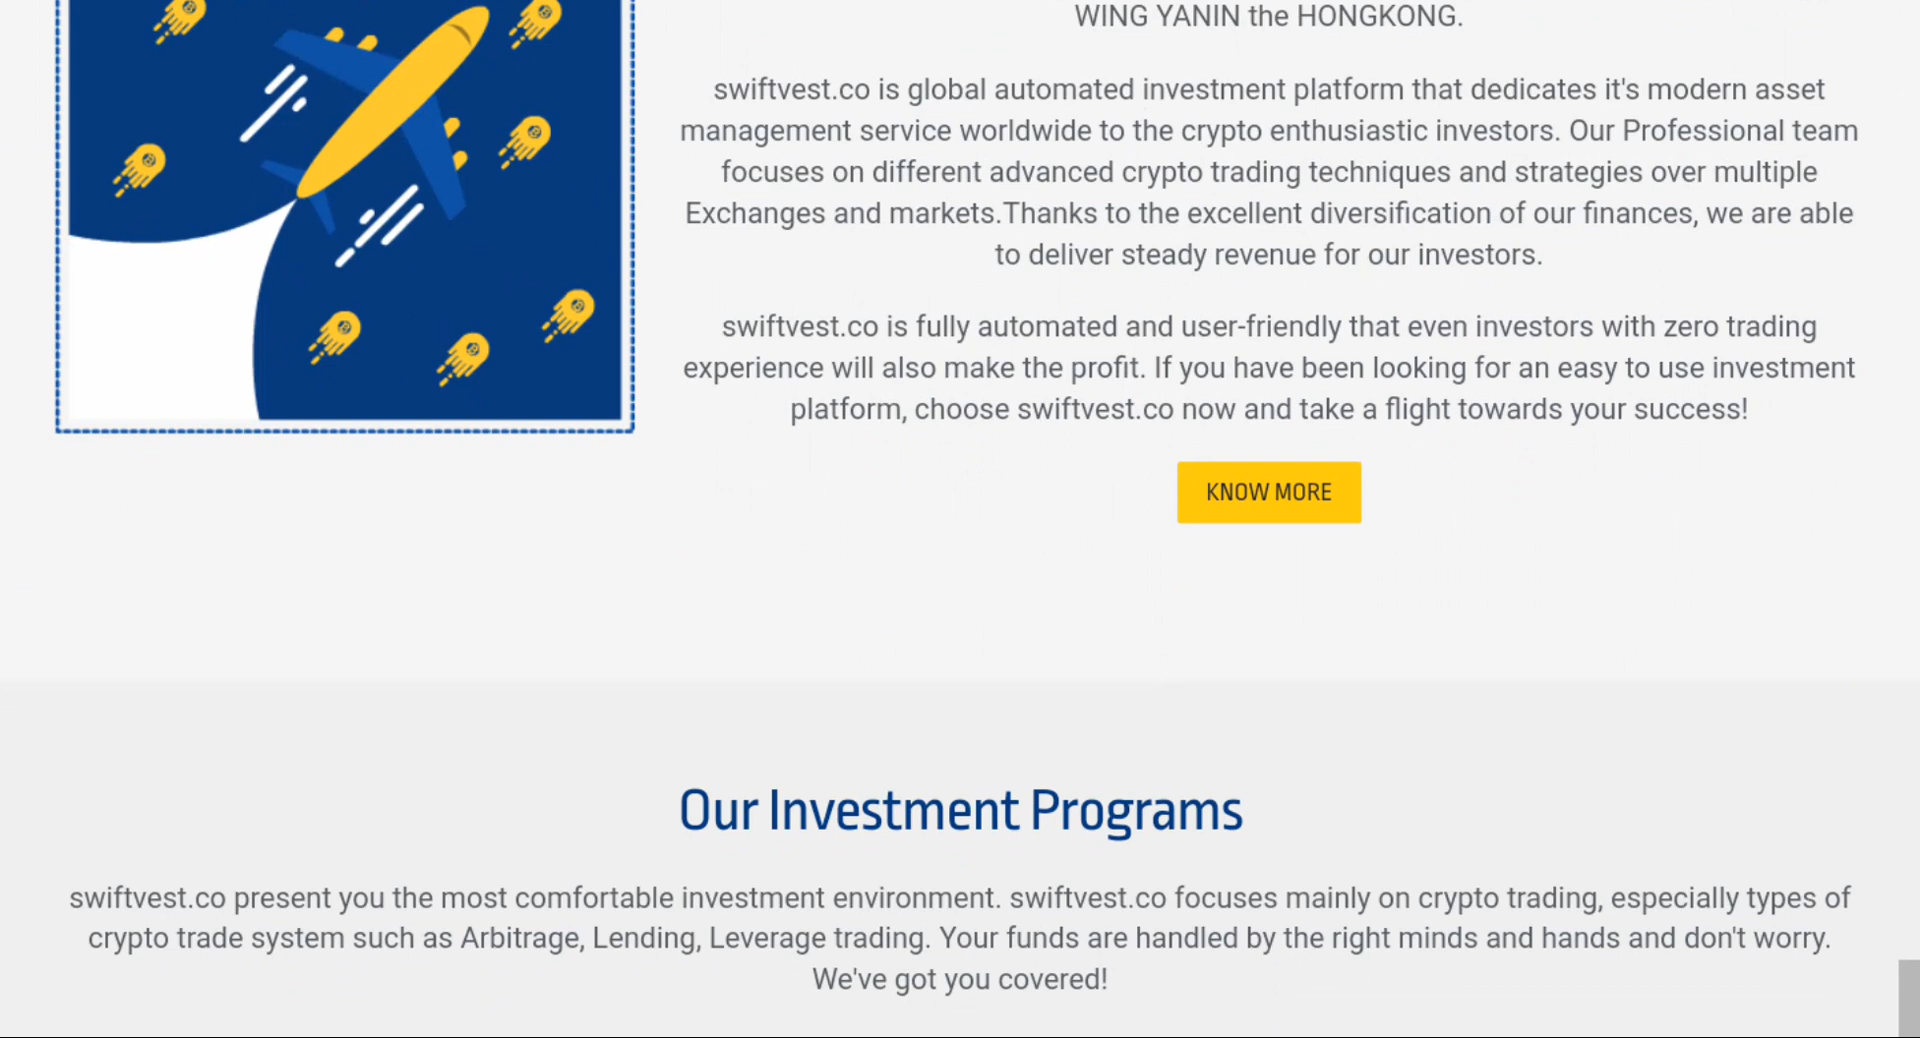 WING YANIN the HONGKONG.
swiftvest.co is global automated investment platform that dedicates it's modern asset
management service worldwide to the crypto enthusiastic investors. Our Professional team
focuses on different advanced crypto trading techniques and strategies over multiple
Exchanges and markets.Thanks to the excellent diversification of our finances, we are able
to deliver steady revenue for our investors.
swiftvest.co is fully automated and user-friendly that even investors with zero trading
experience will also make the profit. If you have been looking for an easy to use investment
platform, choose swiftvest.co now and take a flight towards your success!
KNOW MORE
Our Investment Programs
swiftvest.co present you the most comfortable investment environment. swiftvest.co focuses mainly on crypto trading, especially types of
crypto trade system such as Arbitrage, Lending, Leverage trading. Your funds are handled by the right minds and hands and don't worry.
We've got you covered!